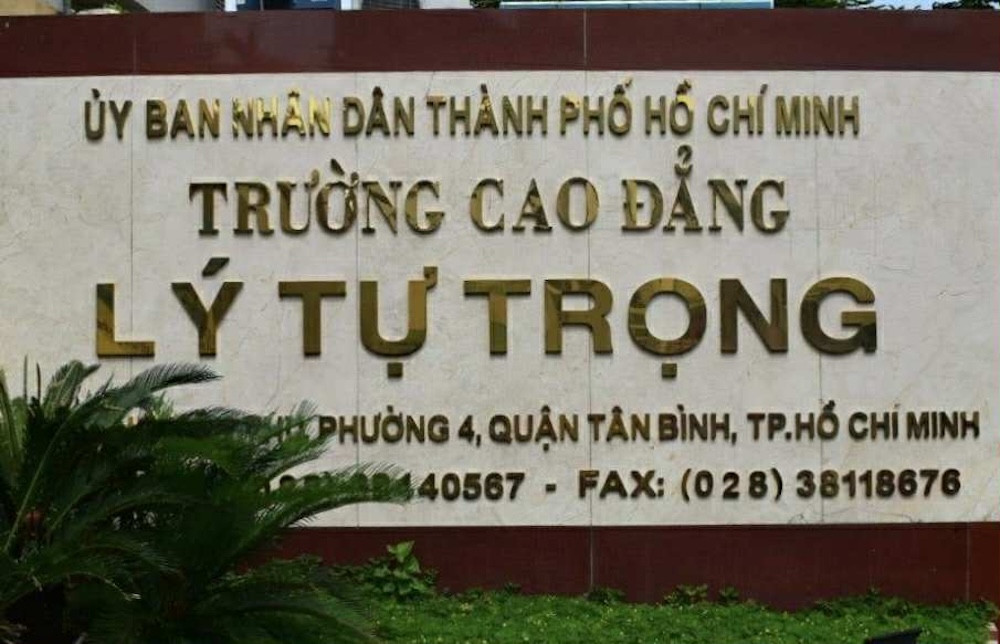 ỦY BAN NHÂN DÂN THÀNH PHỐ HỒ CHÍ MINH
TRƯỜNG CAO ĐẲNG
LÝ TỰ TRỌNG
PHƯỜNG 4, QUẬN TÂN BÌNH, TP.HỒ CHÍ MINH
40567 - FAX: (028) 38118676